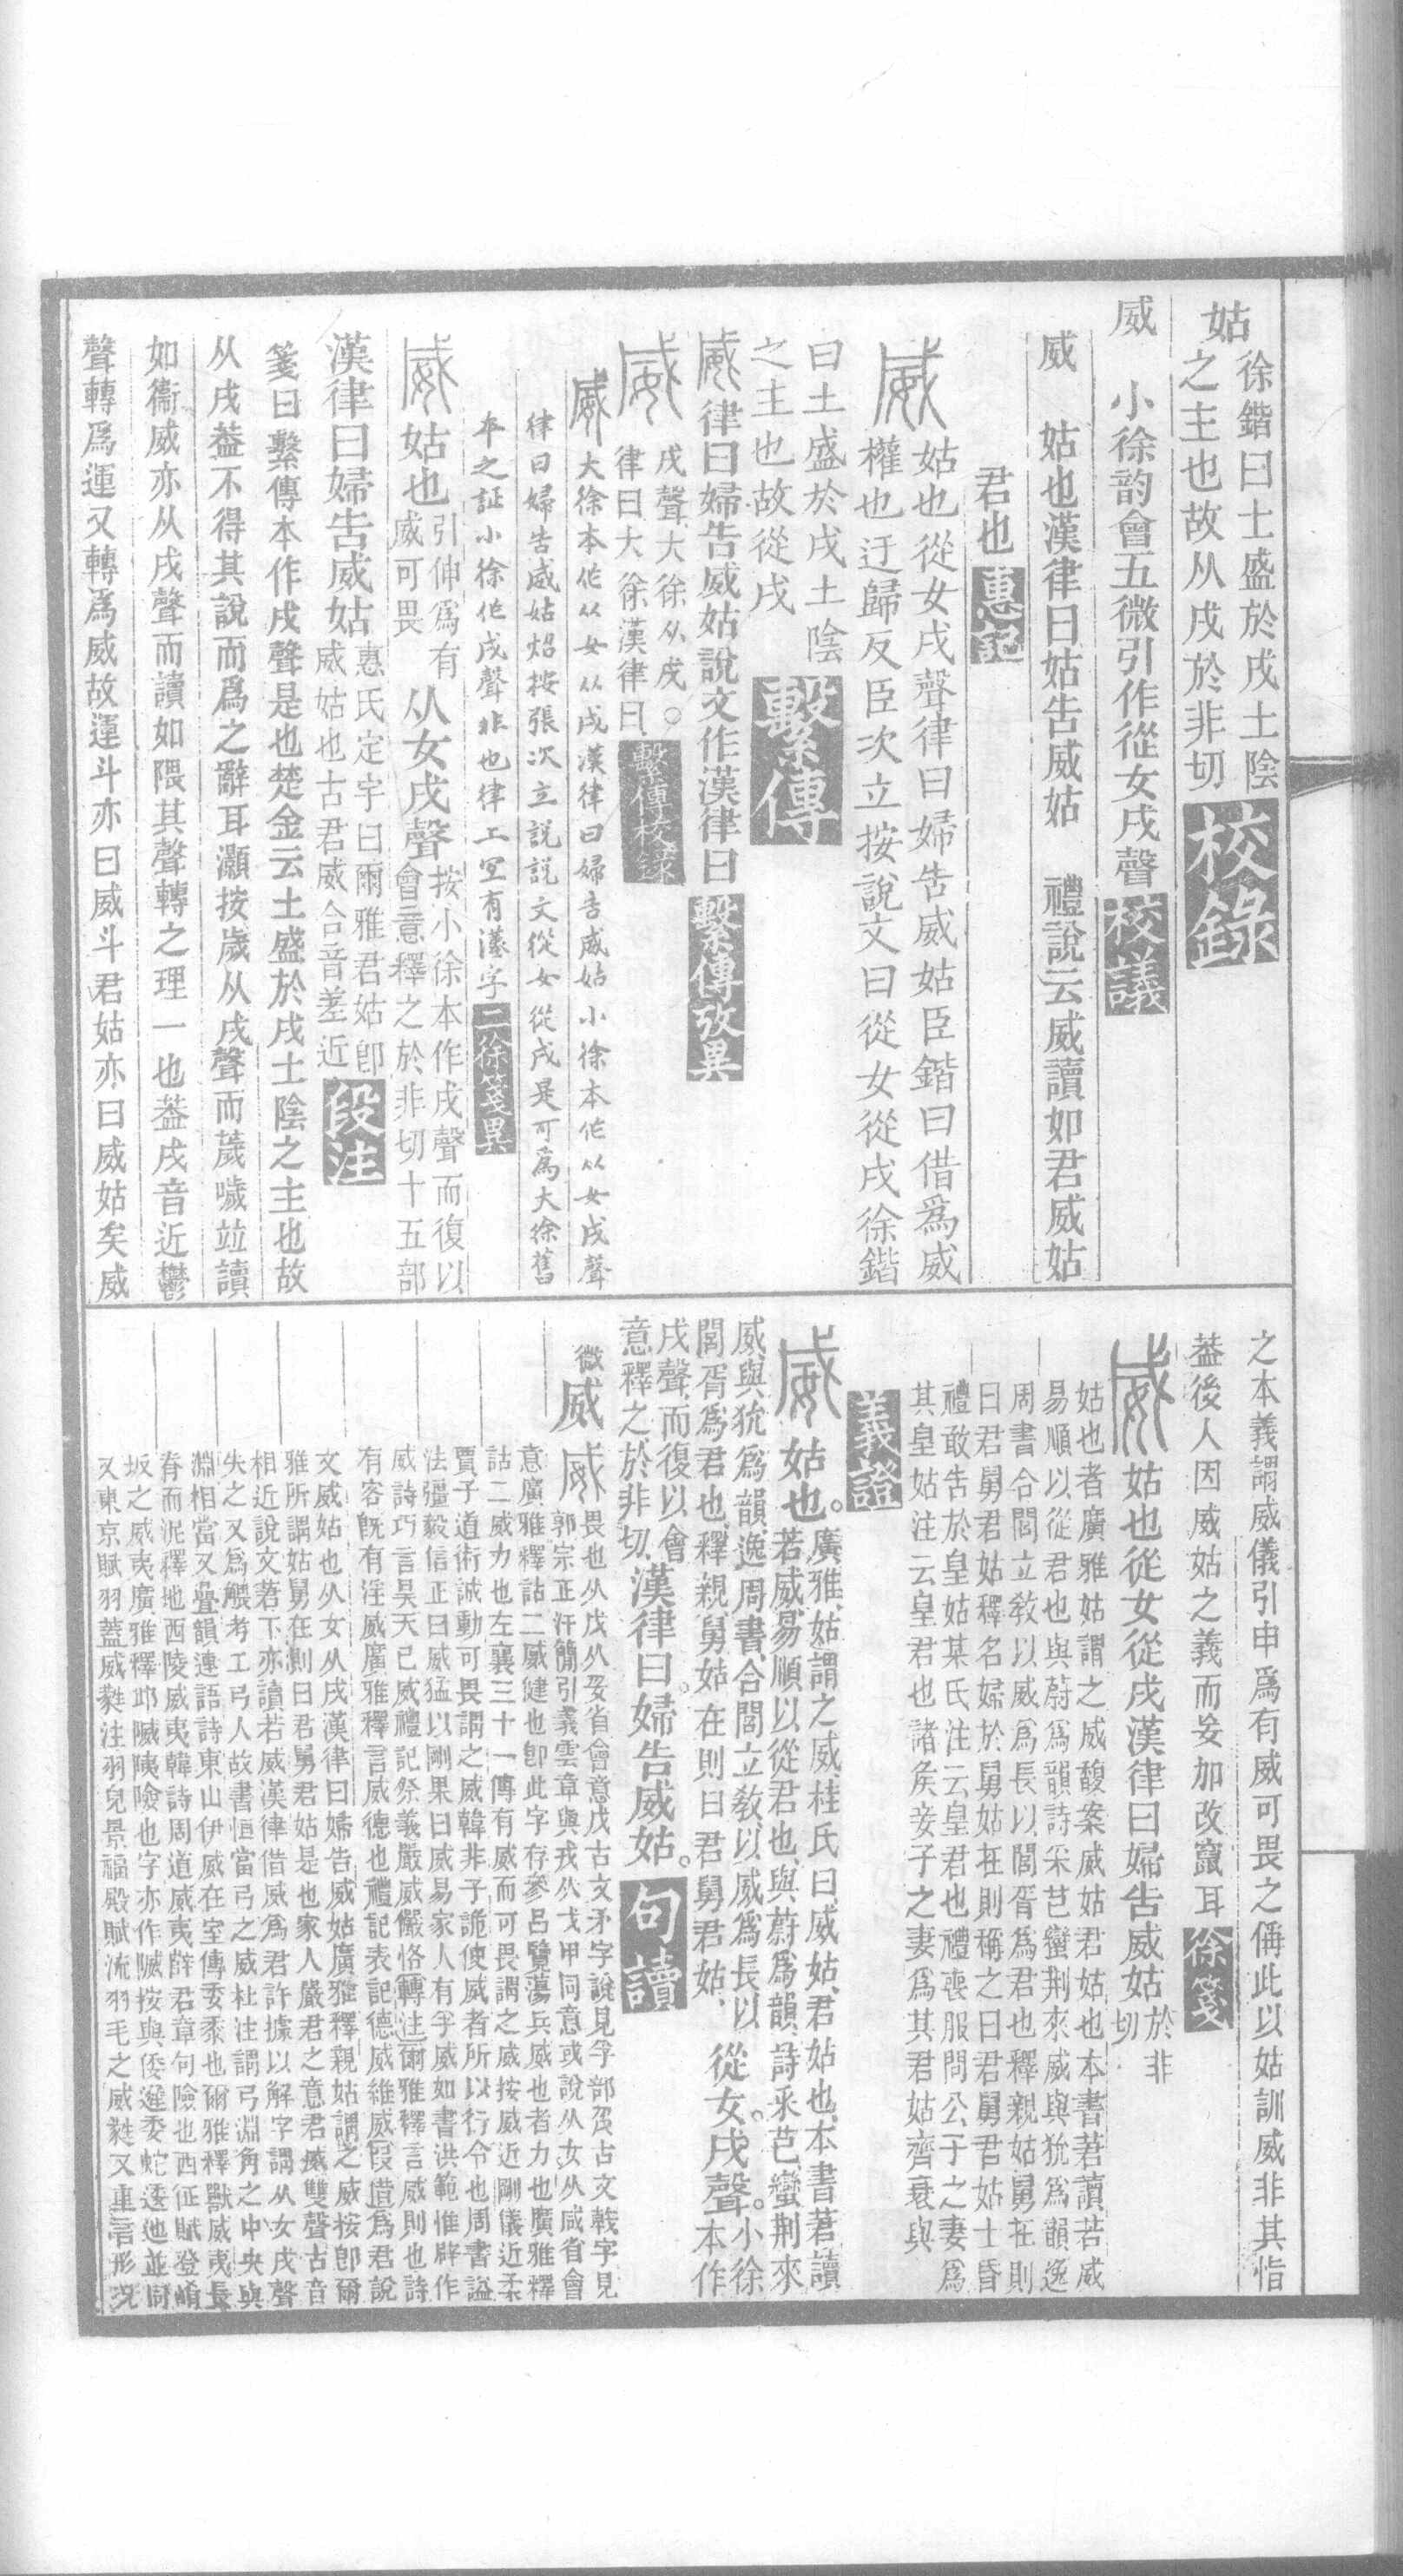 姑
徐鍇曰土盛於戌土陰
之主也故从戌於非切
校錄
威　小徐韵會五微引作從女戌聲
校議
威　姑也漢律曰姑告威姑　禮說云威讀如君威姑
君也
惠記
威
姑也從女戌聲律曰婦告威姑臣鍇曰借爲威
權也迂歸反臣次立按說文曰從女從戌徐鍇
曰土盛於戌土陰
之主也故從戌
繫傳
威律曰婦告威姑說文作漢律曰
繫傳攷異
威
戌聲大徐从戌。
律曰大徐漢律曰
繫傳校錄
威大徐本作从女从戌漢律曰婦告威姑小徐本作从女戌聲
律曰婦告威姑炤按張次立説説文從女從戌是可為大徐舊
本之証小徐作戌聲非也律上宜有漢字
二徐箋異
威姑也
引伸爲有
威可畏
从女戌聲
按小徐本作戌聲而復以
會意釋之於非切十五部
漢律曰婦告威姑
惠氏定宇曰爾雅君姑卽
威姑也古君威合音差近
段注
箋曰繫傳本作戌聲是也楚金云土盛於戌土陰之主也故
从戌葢不得其說而爲之辭耳灝按歲从戌聲而薉噦竝讀
如衞威亦从戌聲而讀如隈其聲轉之理一也葢戌音近鬱
聲轉爲運又轉爲威故運斗亦曰威斗君姑亦曰威姑矣威
之本義謂威儀引申爲有威可畏之偁此以姑訓威非其恉
葢後人因威姑之義而妄加改竄耳
徐箋
威姑也從女從戌漢律曰婦告威姑
於非
切
姑也者廣雅姑謂之威馥案威姑君姑也本書莙讀若威
易順以從君也與蔚爲韻詩采芑蠻荆來威與狁爲韻逸
周書合閭立敎以威爲長以閭胥爲君也釋親姑舅在則
曰君舅君姑釋名婦於舅姑在則稱之曰君舅君姑士昏
禮敢告於皇姑某氏注云皇君也禮喪服問公子之妻爲
其皇姑注云皇君也諸矦妾子之妻爲其君姑齊衰與
義證
威姑也。
廣雅、姑謂之威、桂氏曰、威姑、君姑也、本書莙讀
若威、易順以從君也、與蔚爲韻、詩采芑、蠻荆來
威、與狁爲韻、逸周書、合閭立敎、以威爲長、以
閭胥爲君也、釋親、舅姑在則曰君舅君姑、
從女。戌聲。
小徐
本作
戌聲、而復以會
意釋之、於非切、
漢律曰。婦告威姑。
句讀
微威
威
畏也从戊从妥省會意戊古文矛字說見孚部妥古文㦸字見
郭宗正汗簡引義雲章與戎从戈甲同意或說从女从咸省會
意廣雅釋詁二威健也卽此字存參呂覽蕩兵威也者力也廣雅釋
詁二威力也左襄三十一傳有威而可畏謂之威按威近剛儀近柔
賈子道術誠動可畏謂之威韓非子詭使威者所以行令也周書謚
法彊毅信正曰威猛以剛果曰威易家人有孚威如書洪範惟辟作
威詩巧言昊天已威禮記祭義嚴威儼恪轉注爾雅釋言威則也詩
有客旣有淫威廣雅釋言威德也禮記表記德威維威叚借爲君說
文威姑也从女从戌漢律曰婦告威姑廣雅釋親姑謂之威按卽爾
雅所謂姑舅在則曰君舅君姑是也家人嚴君之意君威雙聲古音
相近說文莙下亦讀若威漢律借威爲君許據以解字謂从女戌聲
失之又爲觼考工弓人故書恒當弓之威杜注謂弓淵角之中央與
淵相當又疊韻連語詩東山伊威在室傳委黍也爾雅釋獸威夷長
脊而泥釋地西陵威夷韓詩周道威夷薛君章句險也西征賦登崤
坂之威夷廣雅釋邱隇陦險也字亦作隇按與倭遲委蛇逶迤並同
又東京賦羽蓋威蕤注羽皃景福殿賦流羽毛之威蕤又重言形況